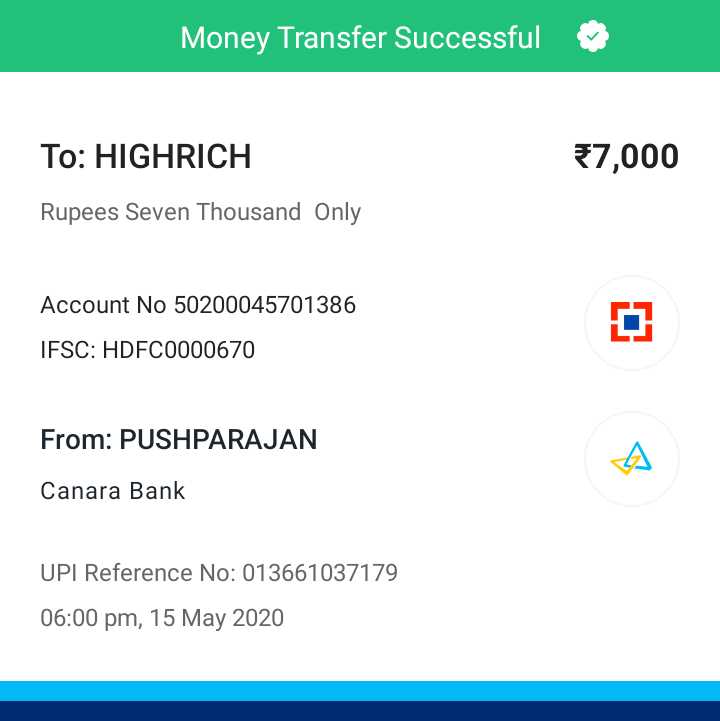 Money Transfer Successful
To: HIGHRICH ₹7,000
Rupees Seven Thousand Only
Account No 50200045701386
IFSC: HDFC0000670
From: PUSHPARAJAN
Canara Bank
UPI Reference No: 013661037179
06:00 pm, 15 May 2020